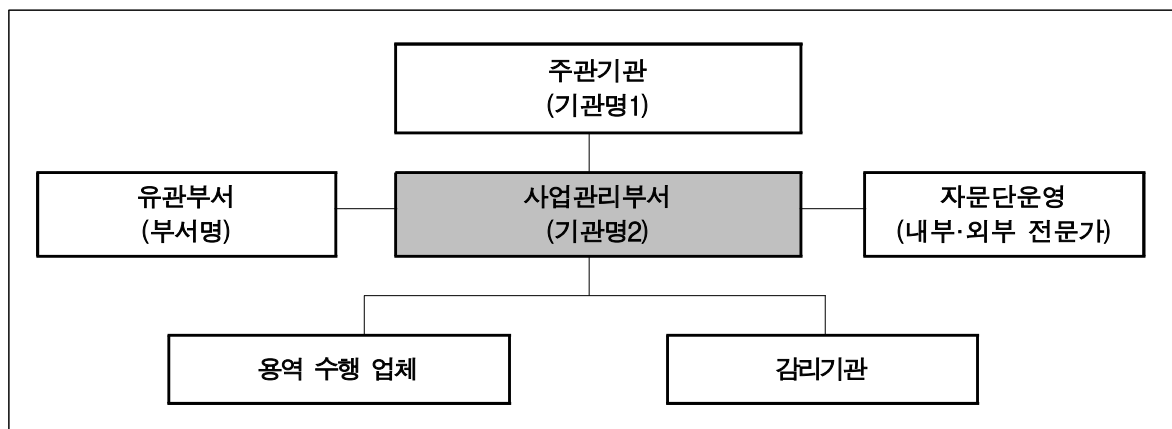 주관기관
(기관명1)
유관부서
(부서명)
사업관리부서
(기관명2)
자문단운영
(내부·외부 전문가)
용역 수행 업체
감리기관